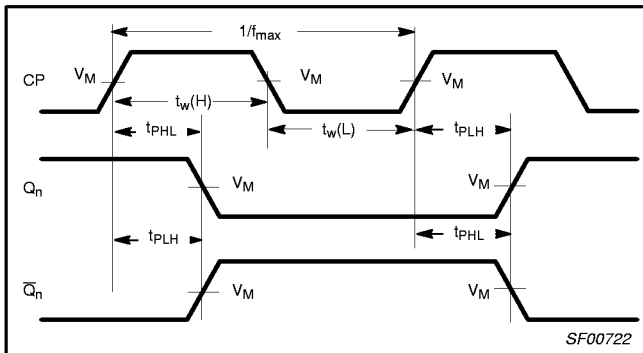 1/fmax
CP VM VM VM
tw(H)
tw(L)
tPHL tPLH
Qn VM VM
tPLH tPHL
Q̅n VM VM
SF00722